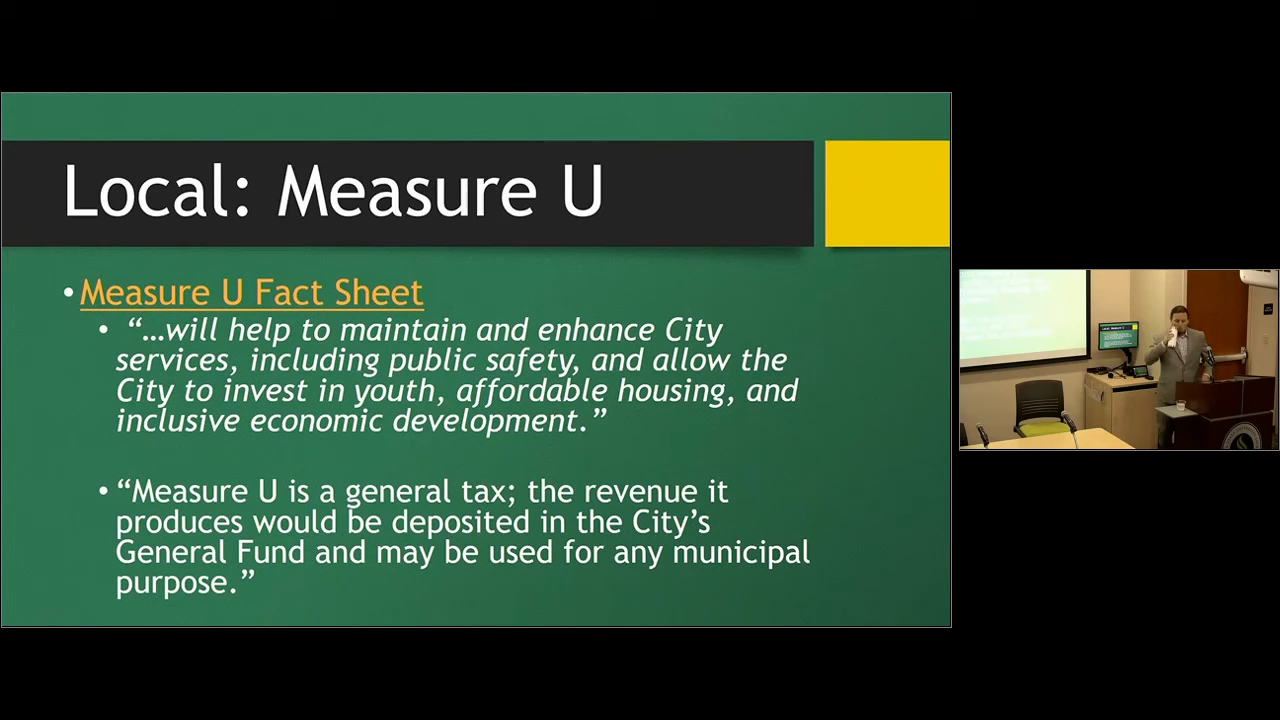 Local: Measure U
•Measure U Fact Sheet
• “…will help to maintain and enhance City
services, including public safety, and allow the
City to invest in youth, affordable housing, and
inclusive economic development.”
• “Measure U is a general tax; the revenue it
produces would be deposited in the City’s
General Fund and may be used for any municipal
purpose.”
Local: Measure U